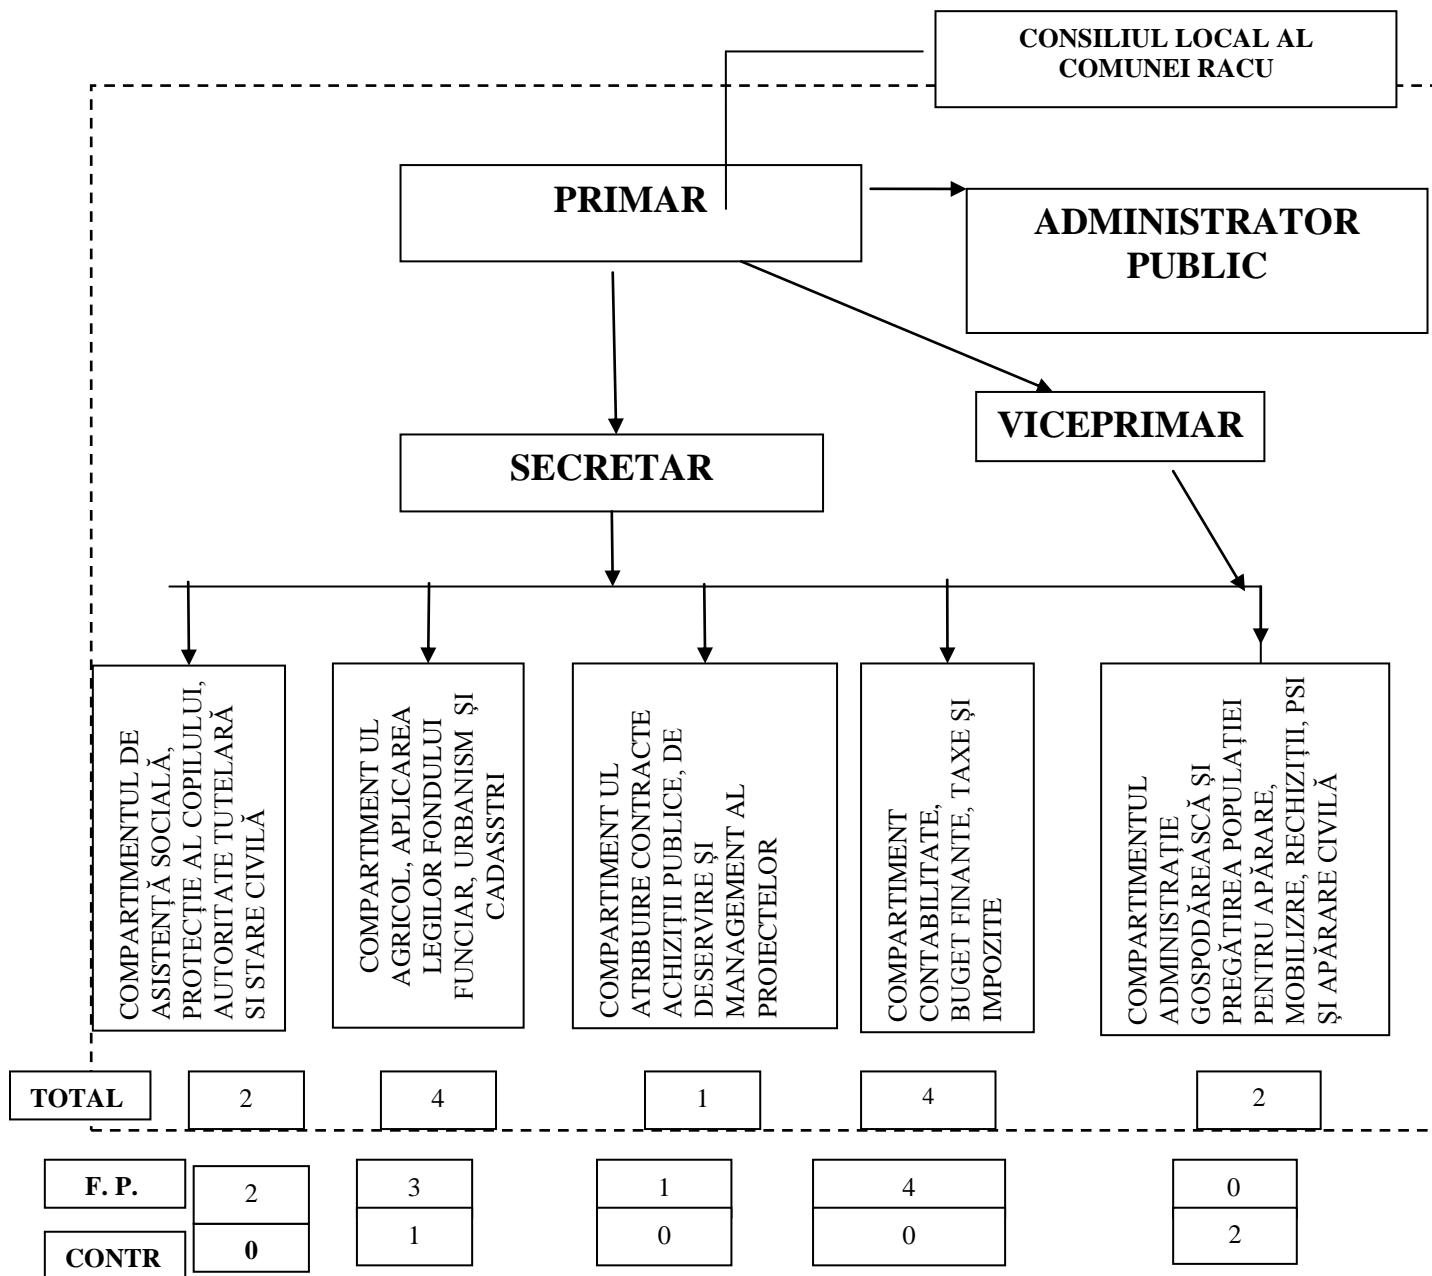 CONSILIUL LOCAL AL
COMUNEI RACU
PRIMAR
ADMINISTRATOR
PUBLIC
VICEPRIMAR
SECRETAR
COMPARTIMENTUL DE
ASISTENȚĂ SOCIALĂ,
PROTECȚIE AL COPILULUI,
AUTORITATE TUTELARĂ
SI STARE CIVILĂ
COMPARTIMENT UL
AGRICOL, APLICAREA
LEGILOR FONDULUI
FUNCIAR, URBANISM ȘI
CADASSTRI
COMPARTIMENT UL
ATRIBUIRE CONTRACTE
ACHIZIȚII PUBLICE, DE
DESERVIRE ȘI
MANAGEMENT AL
PROIECTELOR
COMPARTIMENT
CONTABILITATE,
BUGET FINANTE, TAXE ȘI
IMPOZITE
COMPARTIMENTUL
ADMINISTRAȚIE
GOSPODĂREASCĂ ȘI
PREGĂTIREA POPULAȚIEI
PENTRU APĂRARE,
MOBILIZRE, RECHIZIȚII, PSI
ȘI APĂRARE CIVILĂ
TOTAL 2 4 1 4 2
F. P. 2 3 1 4 0
CONTR 0 1 0 0 2